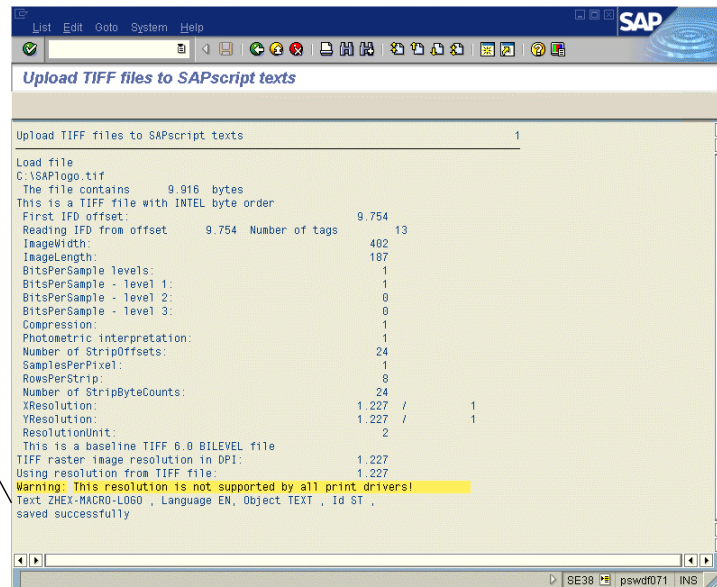 List Edit Goto System Help
SAP
Upload TIFF files to SAPscript texts
Upload TIFF files to SAPscript texts 1
Load file
C:\SAPlogo.tif
The file contains 9.916 bytes
This is a TIFF file with INTEL byte order
First IFD offset: 9.754
Reading IFD from offset 9.754 Number of tags 13
ImageWidth: 402
ImageLength: 187
BitsPerSample levels: 1
BitsPerSample - level 1: 1
BitsPerSample - level 2: 0
BitsPerSample - level 3: 0
Compression: 1
Photometric interpretation: 1
Number of StripOffsets: 24
SamplesPerPixel: 1
RowsPerStrip: 8
Number of StripByteCounts: 24
XResolution: 1.227 / 1
YResolution: 1.227 / 1
ResolutionUnit: 2
This is a baseline TIFF 6.0 BILEVEL file
TIFF raster image resolution in DPI: 1.227
Using resolution from TIFF file: 1.227
Warning: This resolution is not supported by all print drivers!
Text ZHEX-MACRO-LOGO , Language EN, Object TEXT , Id ST ,
saved successfully
SE38 pswdf071 INS